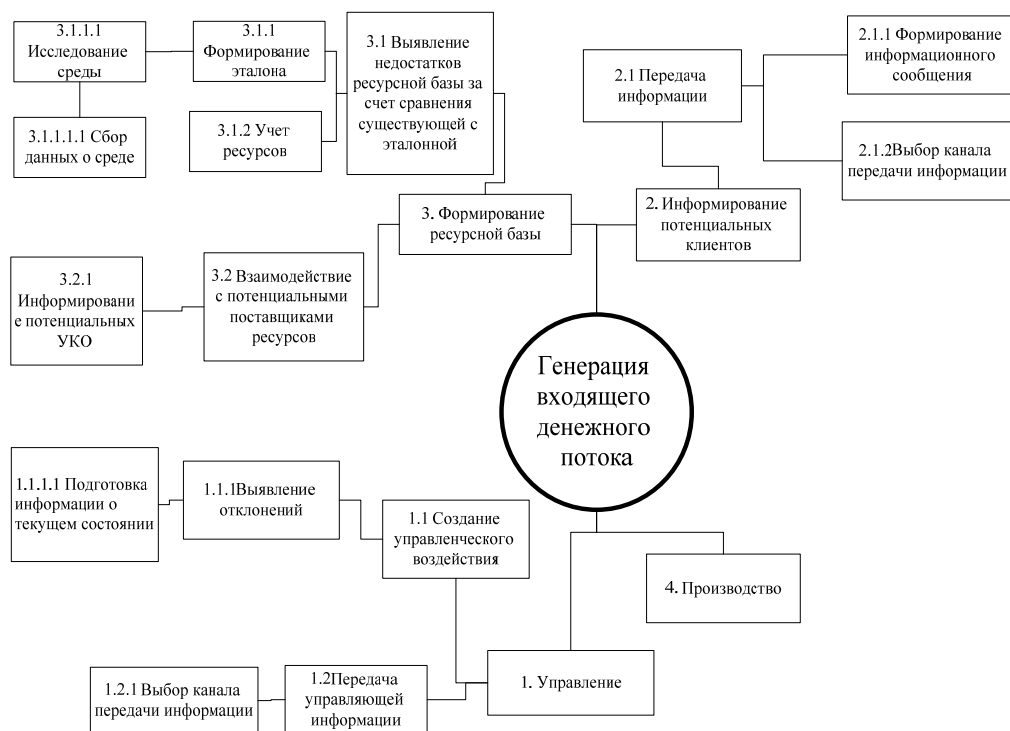 3.1.1.1
Исследование
среды
3.1.1
Формирование
эталона
3.1 Выявление
недостатков
ресурсной базы за
счет сравнения
существующей с
эталонной
2.1 Передача
информации
2.1.1 Формирование
информационного
сообщения
3.1.1.1.1 Сбор
данных о среде
3.1.2 Учет
ресурсов
2.1.2Выбор канала
передачи информации
3. Формирование
ресурсной базы
2. Информирование
потенциальных
клиентов
3.2.1
Информировани
е потенциальных
УКО
3.2 Взаимодействие
с потенциальными
поставщиками
ресурсов
Генерация
входящего
денежного
потока
1.1.1.1 Подготовка
информации о
текущем состоянии
1.1.1Выявление
отклонений
1.1 Создание
управленческого
воздействия
4. Производство
1.2.1 Выбор канала
передачи информации
1.2Передача
управляющей
информации
1. Управление